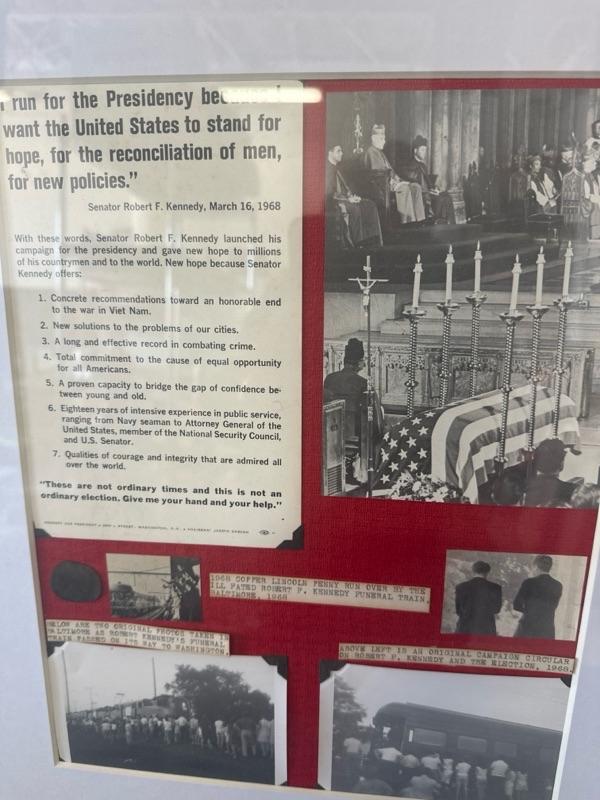 I run for the Presidency because I
want the United States to stand for
hope, for the reconciliation of men,
for new policies."
Senator Robert F. Kennedy, March 16, 1968
With these words, Senator Robert F. Kennedy launched his
campaign for the presidency and gave new hope to millions
of his countrymen and to the world. New hope because Senator
Kennedy offers:
1. Concrete recommendations toward an honorable end
to the war in Viet Nam.
2. New solutions to the problems of our cities.
3. A long and effective record in combating crime.
4. Total commitment to the cause of equal opportunity
for all Americans.
5. A proven capacity to bridge the gap of confidence be-
tween young and old.
6. Eighteen years of intensive experience in public service,
ranging from Navy seaman to Attorney General of the
United States, member of the National Security Council,
and U.S. Senator.
7. Qualities of courage and integrity that are admired all
over the world.
"These are not ordinary times and this is not an
ordinary election. Give me your hand and your help."
1968 COPPER LINCOLN PENNY RUN OVER BY THE
ILL FATED ROBERT F. KENNEDY FUNERAL TRAIN.
BALTIMORE, 1968
BELOW ARE TWO ORIGINAL PHOTOS TAKEN IN
BALTIMORE AS ROBERT KENNEDY'S FUNERAL
TRAIN PASSED ON ITS WAY TO WASHINGTON.
ABOVE LEFT IS AN ORIGINAL CAMPAIGN CIRCULAR
ON ROBERT F. KENNEDY AND THE ELECTION, 1968.